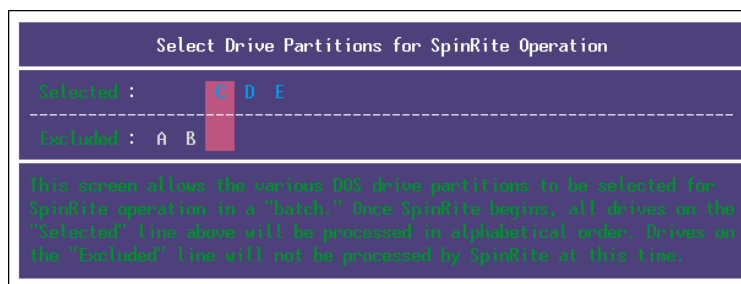 Select Drive Partitions for SpinRite Operation
Selected : C D E
Excluded : A B
This screen allows the various DOS drive partitions to be selected for
SpinRite operation in a "batch." Once SpinRite begins, all drives on the
"Selected" line above will be processed in alphabetical order. Drives on
the "Excluded" line will not be processed by SpinRite at this time.